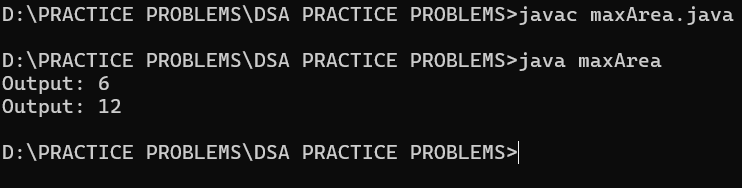 D:\PRACTICE PROBLEMS\DSA PRACTICE PROBLEMS>javac maxArea.java
D:\PRACTICE PROBLEMS\DSA PRACTICE PROBLEMS>java maxArea
Output: 6
Output: 12
D:\PRACTICE PROBLEMS\DSA PRACTICE PROBLEMS>